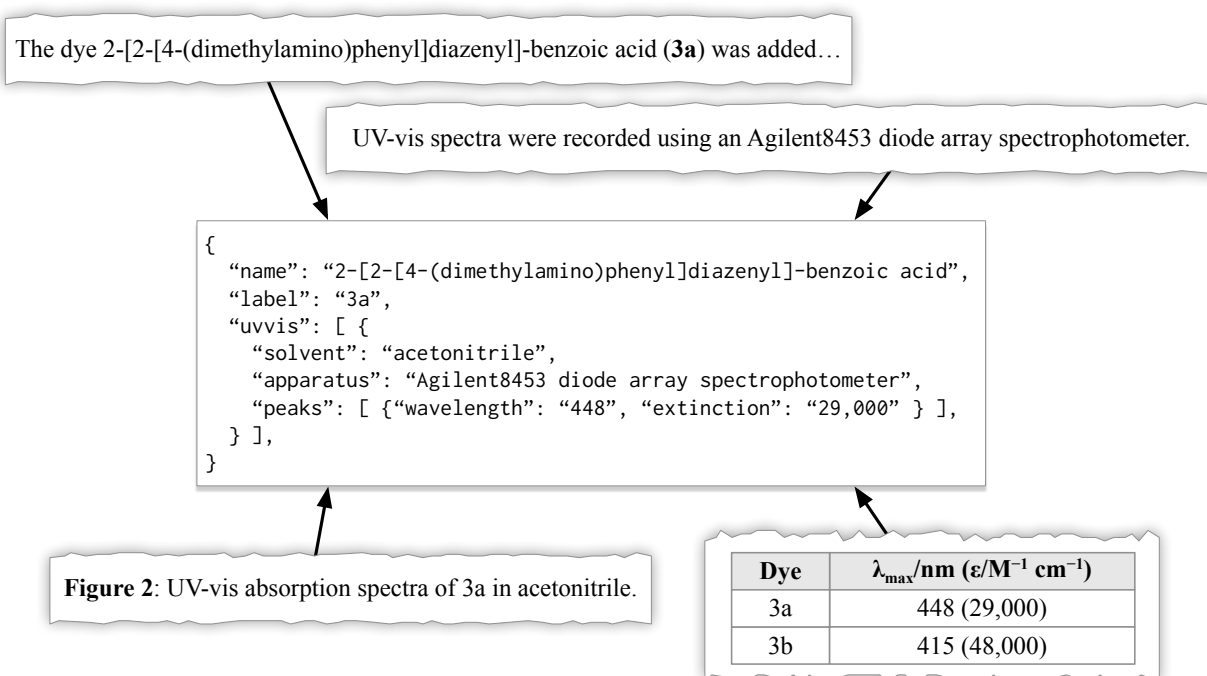 The dye 2-[2-[4-(dimethylamino)phenyl]diazenyl]-benzoic acid (3a) was added…
UV-vis spectra were recorded using an Agilent8453 diode array spectrophotometer.
{
“name”: “2-[2-[4-(dimethylamino)phenyl]diazenyl]-benzoic acid”,
“label”: “3a”,
“uvvis”: [ {
“solvent”: “acetonitrile”,
“apparatus”: “Agilent8453 diode array spectrophotometer”,
“peaks”: [ {“wavelength”: “448”, “extinction”: “29,000” } ],
} ],
}
Figure 2: UV-vis absorption spectra of 3a in acetonitrile.
Dye λmax/nm (ε/M⁻¹ cm⁻¹)
3a 448 (29,000)
3b 415 (48,000)